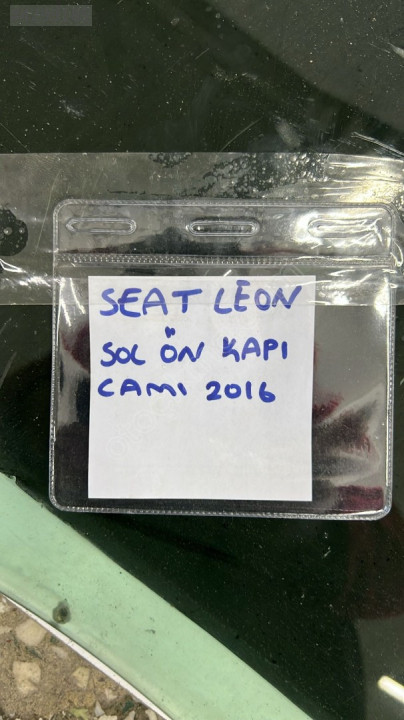 SEAT LEON
SOL ÖN KAPI
CAMI 2016